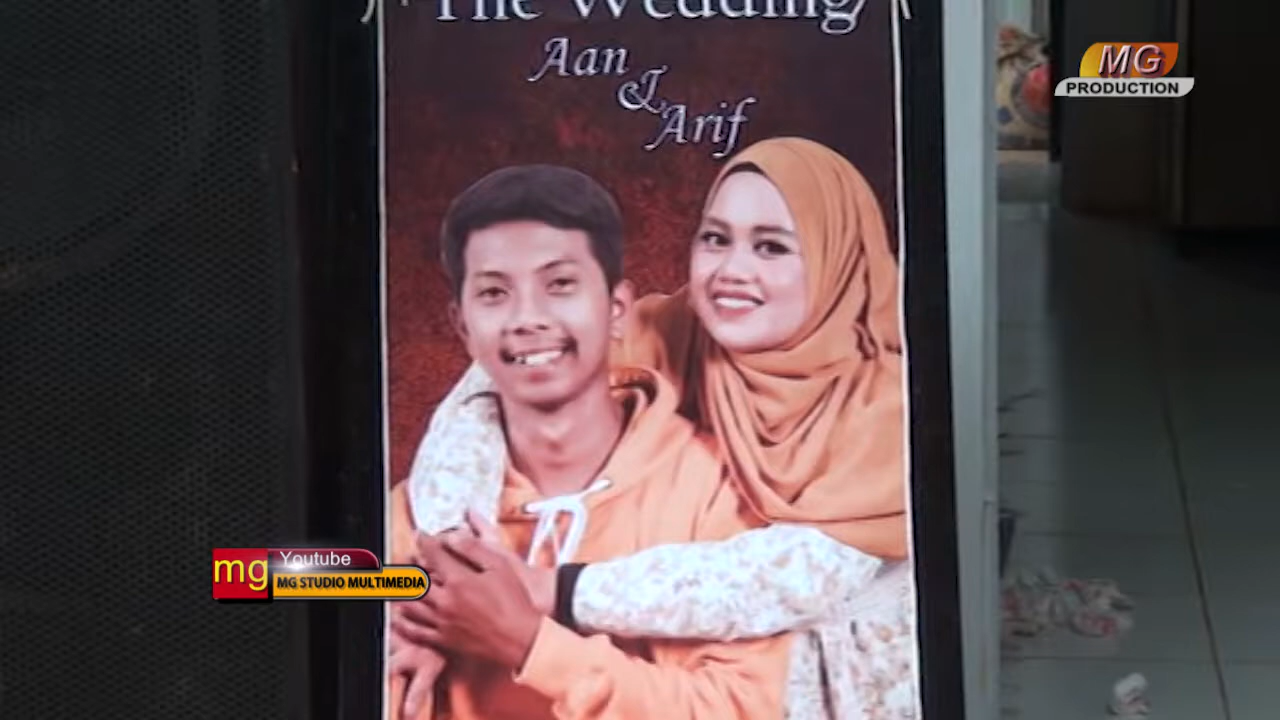 The Wedding
Aan
&
Arif
MG
PRODUCTION
mg
Youtube
MG STUDIO MULTIMEDIA